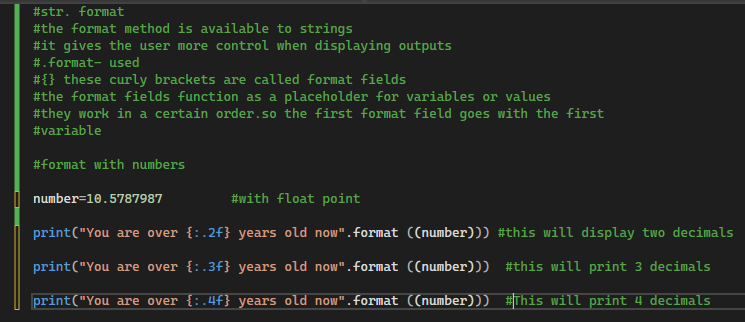 #str. format
#the format method is available to strings
#it gives the user more control when displaying outputs
#.format- used
#{} these curly brackets are called format fields
#the format fields function as a placeholder for variables or values
#they work in a certain order.so the first format field goes with the first
#variable
#format with numbers
number=10.5787987 #with float point
print("You are over {:.2f} years old now".format ((number))) #this will display two decimals
print("You are over {:.3f} years old now".format ((number))) #this will print 3 decimals
print("You are over {:.4f} years old now".format ((number))) #This will print 4 decimals